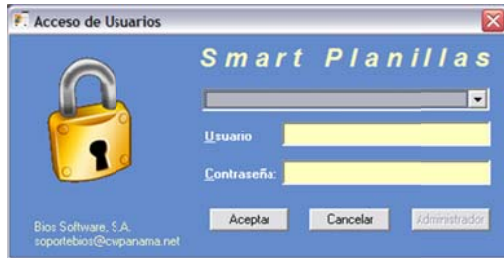 Acceso de Usuarios
Smart Planillas
Usuario
Contraseña:
Aceptar
Cancelar
Administrador
Bios Software, S.A.
soportebios@cwpanama.net